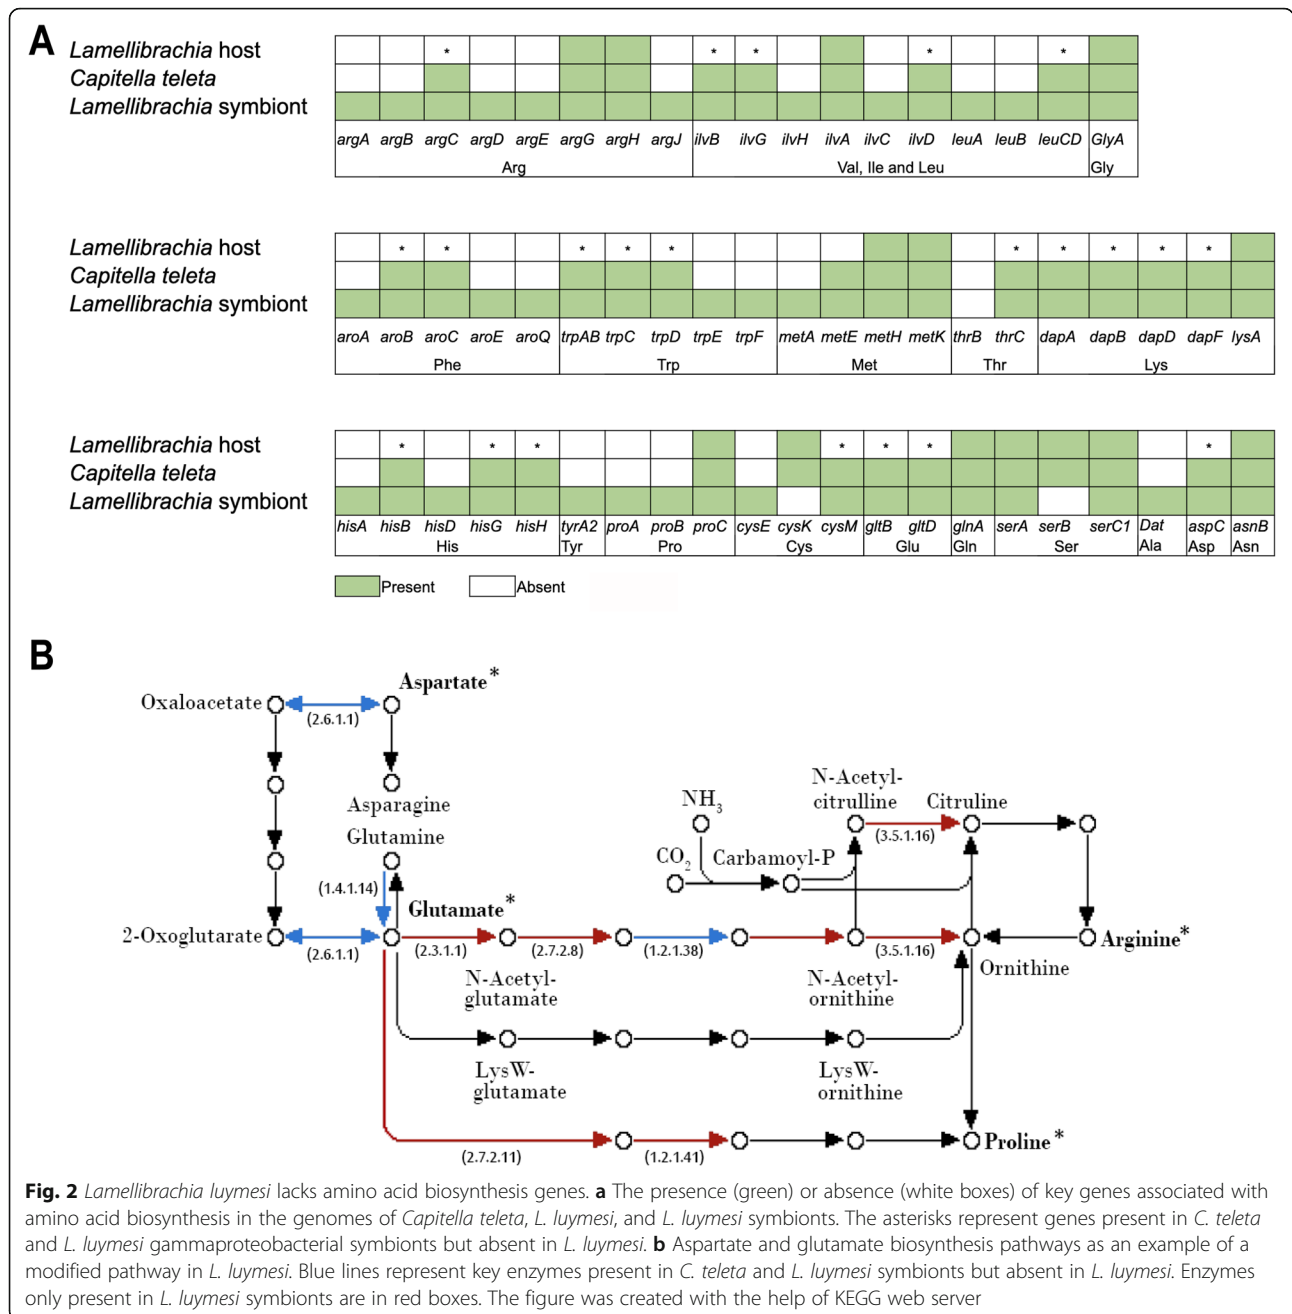 A
Lamellibrachia host * * * * *
Capitella teleta
Lamellibrachia symbiont
argA argB argC argD argE argG argH argJ ilvB ilvG ilvH ilvA ilvC ilvD leuA leuB leuCD GlyA
Arg Val, Ile and Leu Gly
Lamellibrachia host * * * * * * * * * *
Capitella teleta
Lamellibrachia symbiont
aroA aroB aroC aroE aroQ trpAB trpC trpD trpE trpF metA metE metH metK thrB thrC dapA dapB dapD dapF lysA
Phe Trp Met Thr Lys
Lamellibrachia host * * * * * * *
Capitella teleta
Lamellibrachia symbiont
hisA hisB hisD hisG hisH tyrA2 proA proB proC cysE cysK cysM gltB gltD glnA serA serB serC1 Dat aspC asnB
His Tyr Pro Cys Glu Gln Ser Ala Asp Asn
Present Absent
B
Aspartate*
Oxaloacetate
(2.6.1.1)
N-Acetyl-
citrulline
Citruline
NH3
Asparagine
Glutamine
(3.5.1.16)
CO2
Carbamoyl-P
(1.4.1.14)
Glutamate*
2-Oxoglutarate
Arginine*
(2.6.1.1) (2.3.1.1) (2.7.2.8) (1.2.1.38) (3.5.1.16)
N-Acetyl-
glutamate
N-Acetyl-
ornithine
Ornithine
LysW-
glutamate
LysW-
ornithine
Proline*
(2.7.2.11) (1.2.1.41)
Fig. 2 Lamellibrachia luymesi lacks amino acid biosynthesis genes. a The presence (green) or absence (white boxes) of key genes associated with
amino acid biosynthesis in the genomes of Capitella teleta, L. luymesi, and L. luymesi symbionts. The asterisks represent genes present in C. teleta
and L. luymesi gammaproteobacterial symbionts but absent in L. luymesi. b Aspartate and glutamate biosynthesis pathways as an example of a
modified pathway in L. luymesi. Blue lines represent key enzymes present in C. teleta and L. luymesi symbionts but absent in L. luymesi. Enzymes
only present in L. luymesi symbionts are in red boxes. The figure was created with the help of KEGG web server